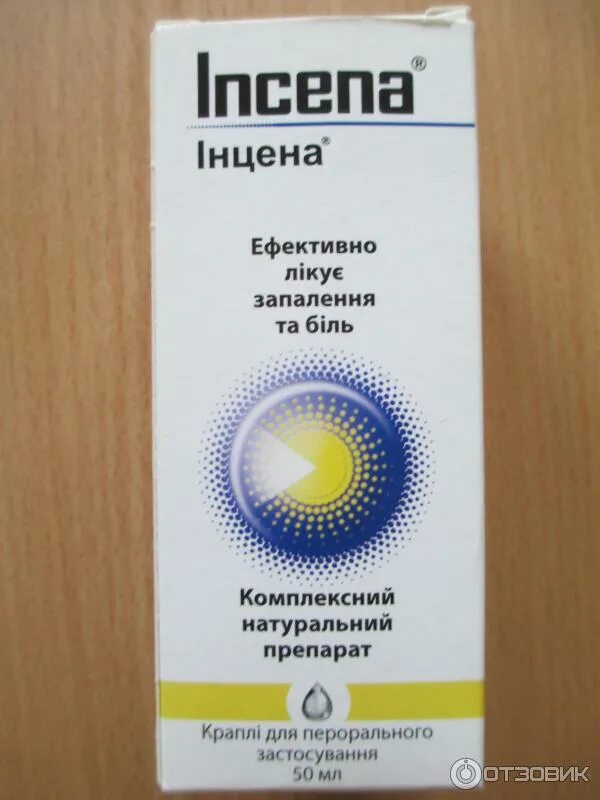 Incena®
Інцена®
Ефективно
лікує
запалення
та біль
Комплексний
натуральний
препарат
Краплі для перорального
застосування
50 мл
ОТЗОВИК